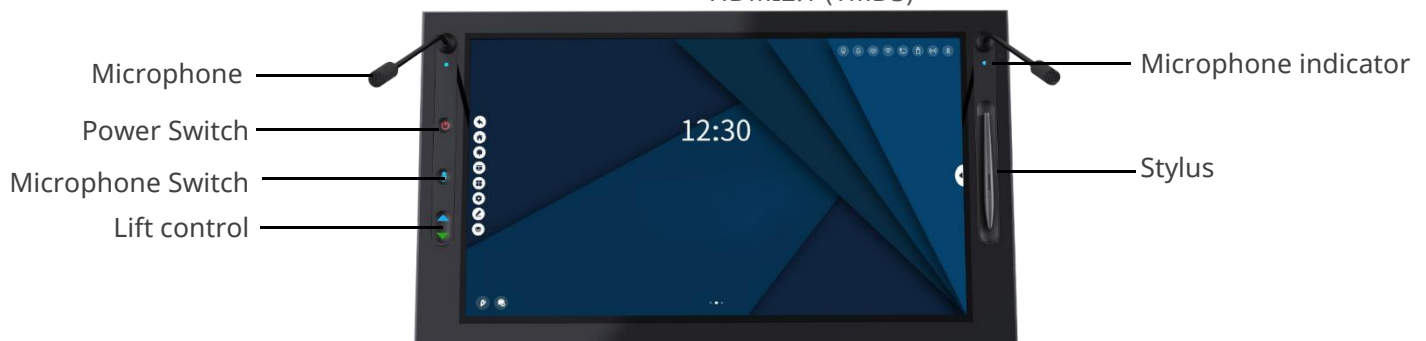 Microphone
Power Switch
Microphone Switch
Lift control
12:30
Microphone indicator
Stylus